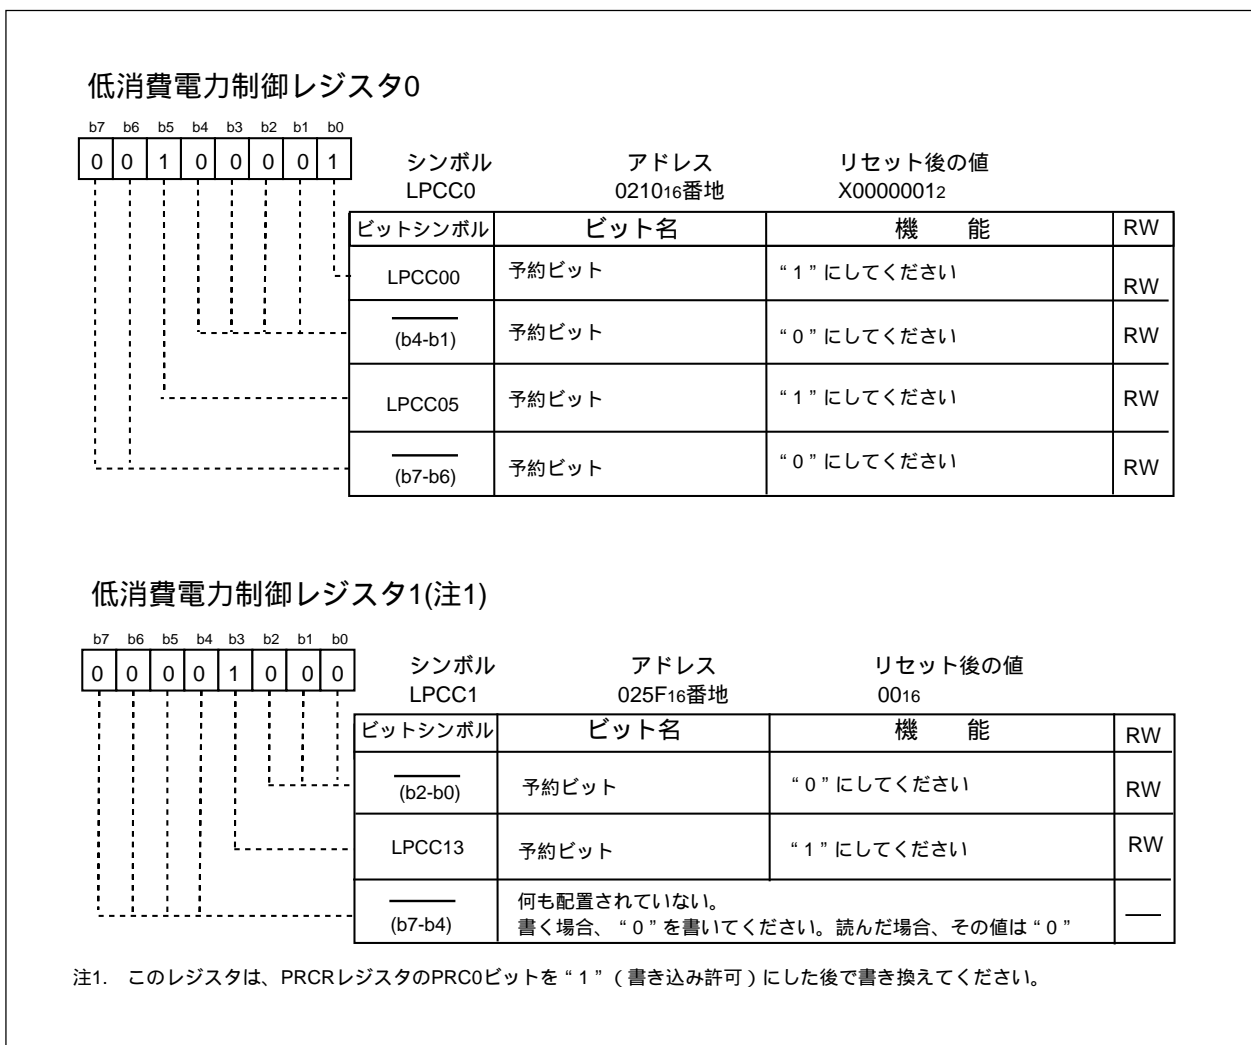 低消費電力制御レジスタ0
b7 b6 b5 b4 b3 b2 b1 b0
0 0 1 0 0 0 0 1
シンボル アドレス リセット後の値
LPCC0 021016番地 X00000012
ビットシンボル ビット名 機 能 RW
LPCC00 予約ビット “1”にしてください RW
(b4-b1) 予約ビット “0”にしてください RW
LPCC05 予約ビット “1”にしてください RW
(b7-b6) 予約ビット “0”にしてください RW
低消費電力制御レジスタ1(注1)
b7 b6 b5 b4 b3 b2 b1 b0
0 0 0 0 1 0 0 0
シンボル アドレス リセット後の値
LPCC1 025F16番地 0016
ビットシンボル ビット名 機 能 RW
(b2-b0) 予約ビット “0”にしてください RW
LPCC13 予約ビット “1”にしてください RW
(b7-b4) 何も配置されていない。
書く場合、“0”を書いてください。読んだ場合、その値は“0” —
注1. このレジスタは、PRCRレジスタのPRC0ビットを“1”(書き込み許可)にした後で書き換えてください。